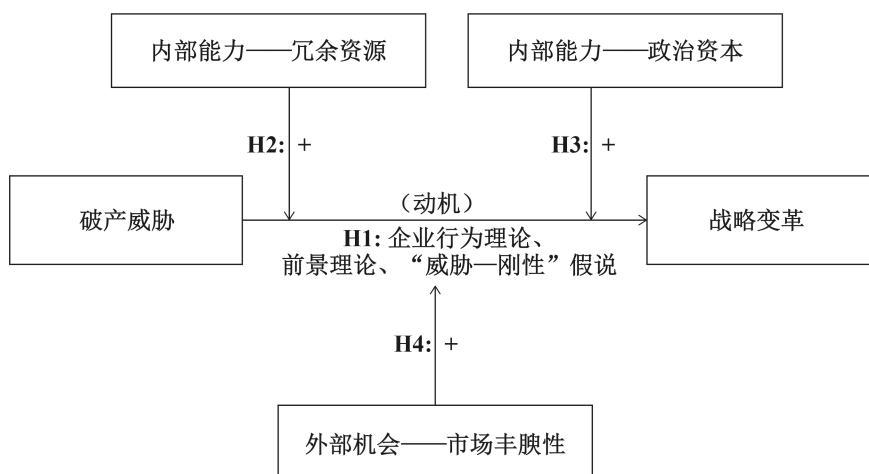 内部能力——冗余资源
内部能力——政治资本
H2: +
H3: +
破产威胁
（动机）
战略变革
H1: 企业行为理论、
前景理论、“威胁—刚性”假说
H4: +
外部机会——市场丰腴性